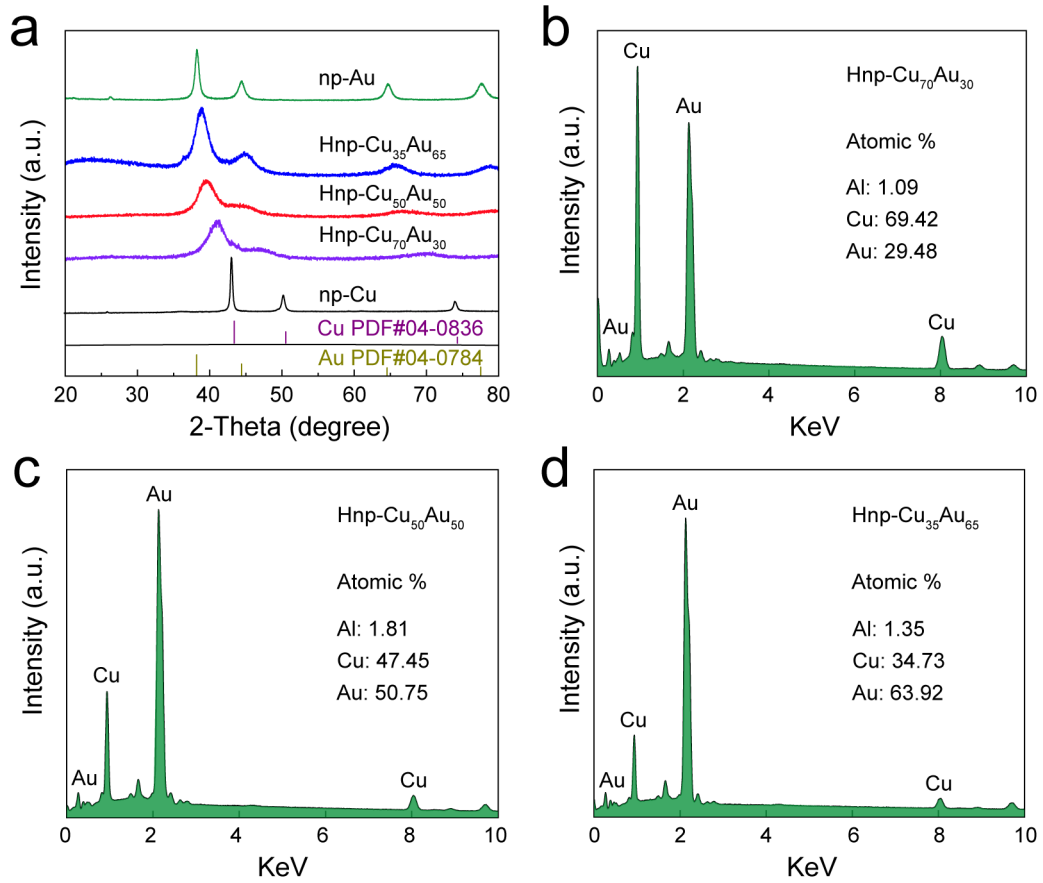 a
np-Au
Hnp-Cu35Au65
Hnp-Cu50Au50
Hnp-Cu70Au30
np-Cu
Cu PDF#04-0836
Au PDF#04-0784
Intensity (a.u.)
20 30 40 50 60 70 80
2-Theta (degree)
b
Cu
Au
Au
Cu
Hnp-Cu70Au30
Atomic %
Al: 1.09
Cu: 69.42
Au: 29.48
Intensity (a.u.)
0 2 4 6 8 10
KeV
c
Au
Cu
Au
Cu
Hnp-Cu50Au50
Atomic %
Al: 1.81
Cu: 47.45
Au: 50.75
Intensity (a.u.)
0 2 4 6 8 10
KeV
d
Au
Cu
Au
Cu
Hnp-Cu35Au65
Atomic %
Al: 1.35
Cu: 34.73
Au: 63.92
Intensity (a.u.)
0 2 4 6 8 10
KeV